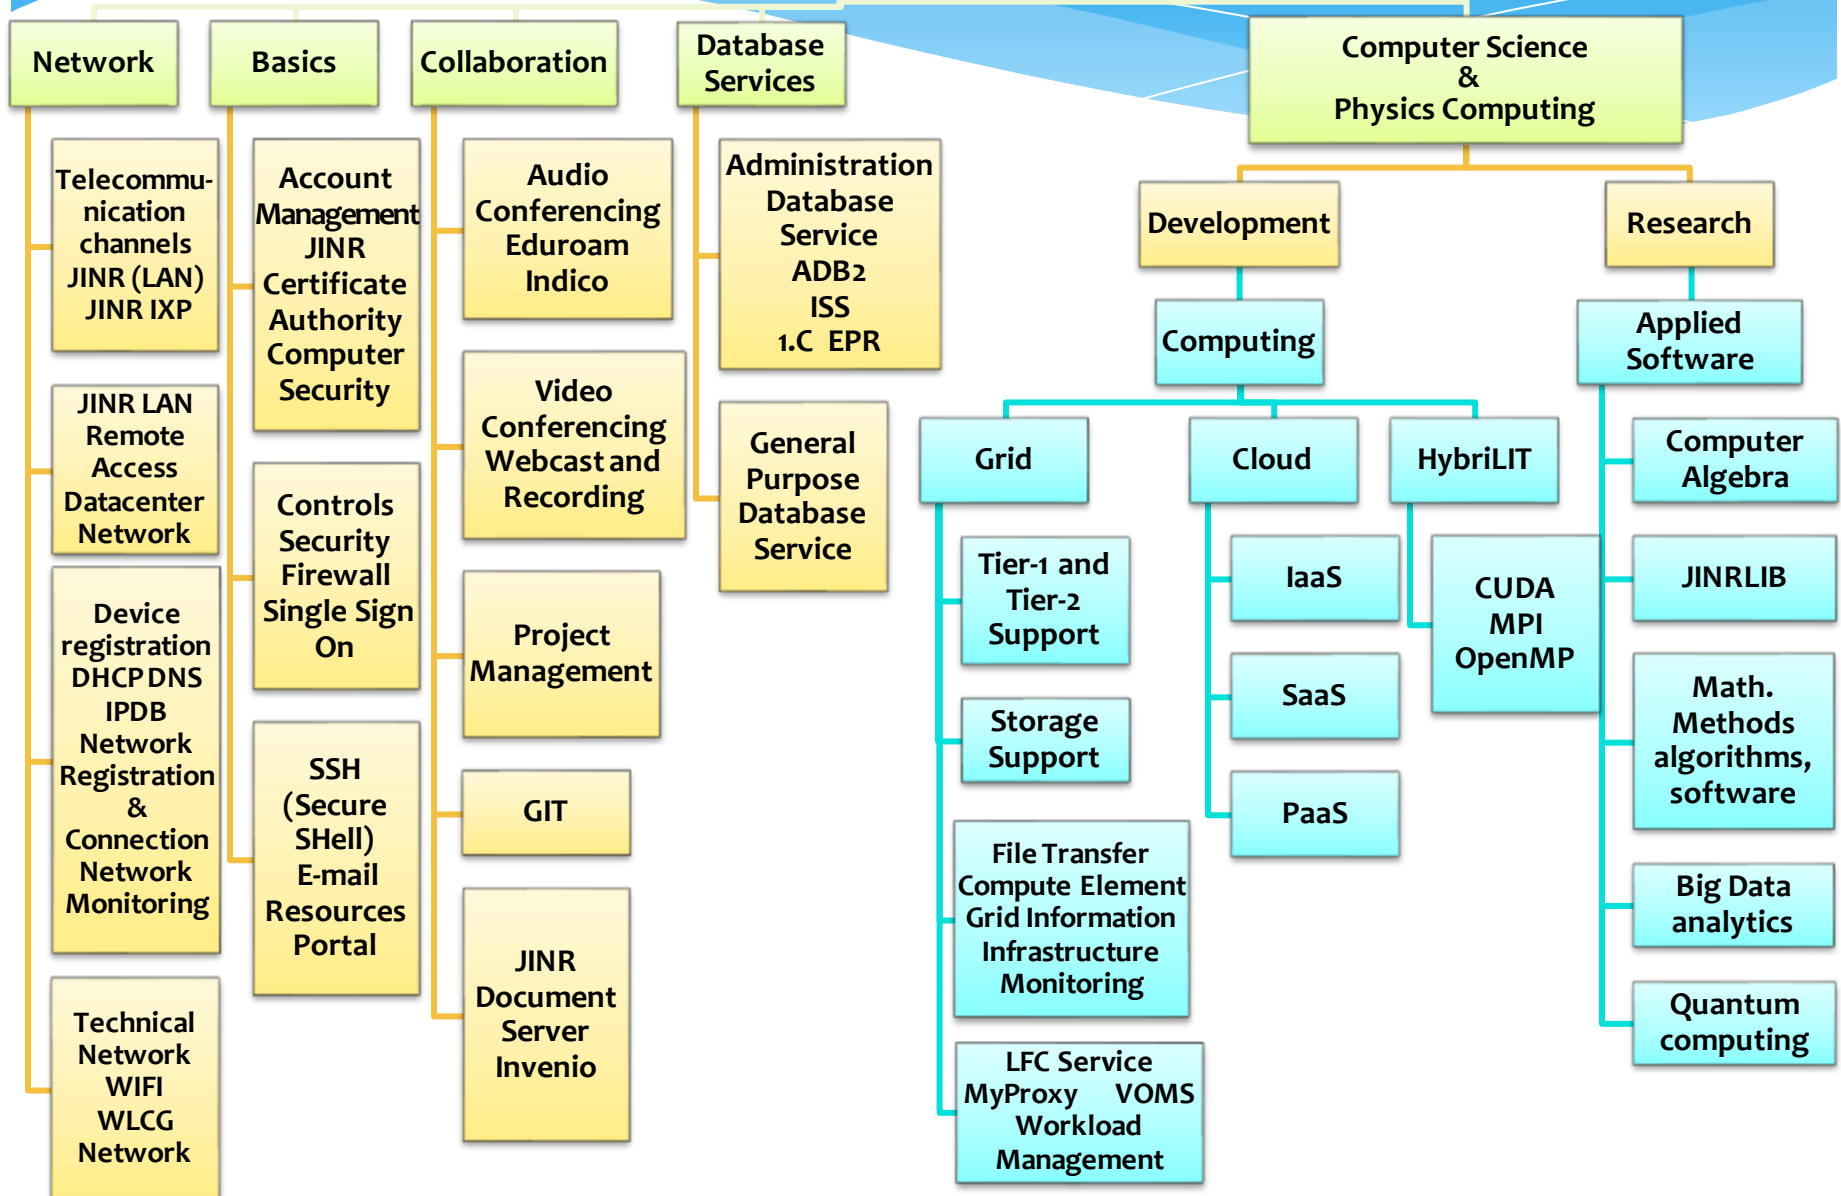 Network
Basics
Collaboration
Database
Services
Computer Science
&
Physics Computing
Telecommu-
nication
channels
JINR (LAN)
JINR IXP
JINR LAN
Remote
Access
Datacenter
Network
Device
registration
DHCP DNS
IPDB
Network
Registration
&
Connection
Network
Monitoring
Technical
Network
WIFI
WLCG
Network
Account
Management
JINR
Certificate
Authority
Computer
Security
Controls
Security
Firewall
Single Sign
On
SSH
(Secure
SHell)
E-mail
Resources
Portal
Audio
Conferencing
Eduroam
Indico
Video
Conferencing
Webcast and
Recording
Project
Management
GIT
JINR
Document
Server
Invenio
Administration
Database
Service
ADB2
ISS
1.C EPR
General
Purpose
Database
Service
Development
Computing
Grid
Tier-1 and
Tier-2
Support
Storage
Support
File Transfer
Compute Element
Grid Information
Infrastructure
Monitoring
LFC Service
MyProxy VOMS
Workload
Management
Cloud
IaaS
SaaS
PaaS
HybriLIT
CUDA
MPI
OpenMP
Research
Applied
Software
Computer
Algebra
JINRLIB
Math.
Methods
algorithms,
software
Big Data
analytics
Quantum
computing